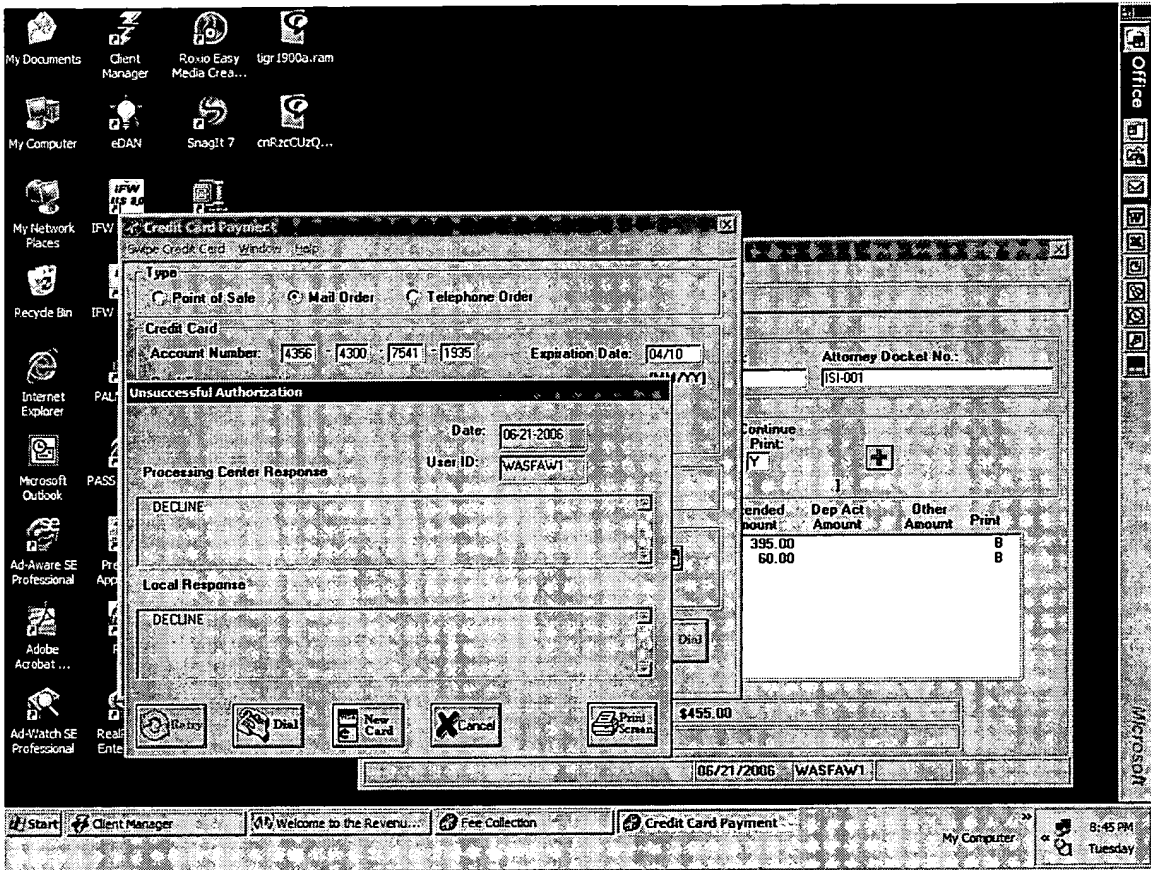 My Documents
Client Manager
Roxio Easy Media Crea...
tigr1900a.ram
My Computer
eDAN
SnagIt 7
cnRzcCUzQ...
My Network Places
IFW
Recycle Bin
IFW
Internet Explorer
PAL
Microsoft Outlook
PASS
Ad-Aware SE Professional
Pre
App
Adobe Acrobat ...
Ad-Watch SE Professional
Real
Ente
Office
Microsoft
Credit Card Payment
Swipe Credit Card Window Help
Type
Point of Sale
Mail Order
Telephone Order
Credit Card
Account Number: 4356 - 4300 - 7541 - 1935
Expiration Date: 04/10
(MM/YY)
Unsuccessful Authorization
Date: 06-21-2006
User ID: WASFAW1
Processing Center Response
DECLINE
Local Response
DECLINE
Retry
Dial
New Card
Cancel
Print Screen
Dial
Attorney Docket No.:
ISI-001
Continue Print:
Y
Dep Act Amount
Other Amount
Print
395.00 B
60.00 B
$455.00
06/21/2006 WASFAW1
Start
Client Manager
Welcome to the Revenu...
Fee Collection
Credit Card Payment
My Computer
»
«
8:45 PM
Tuesday